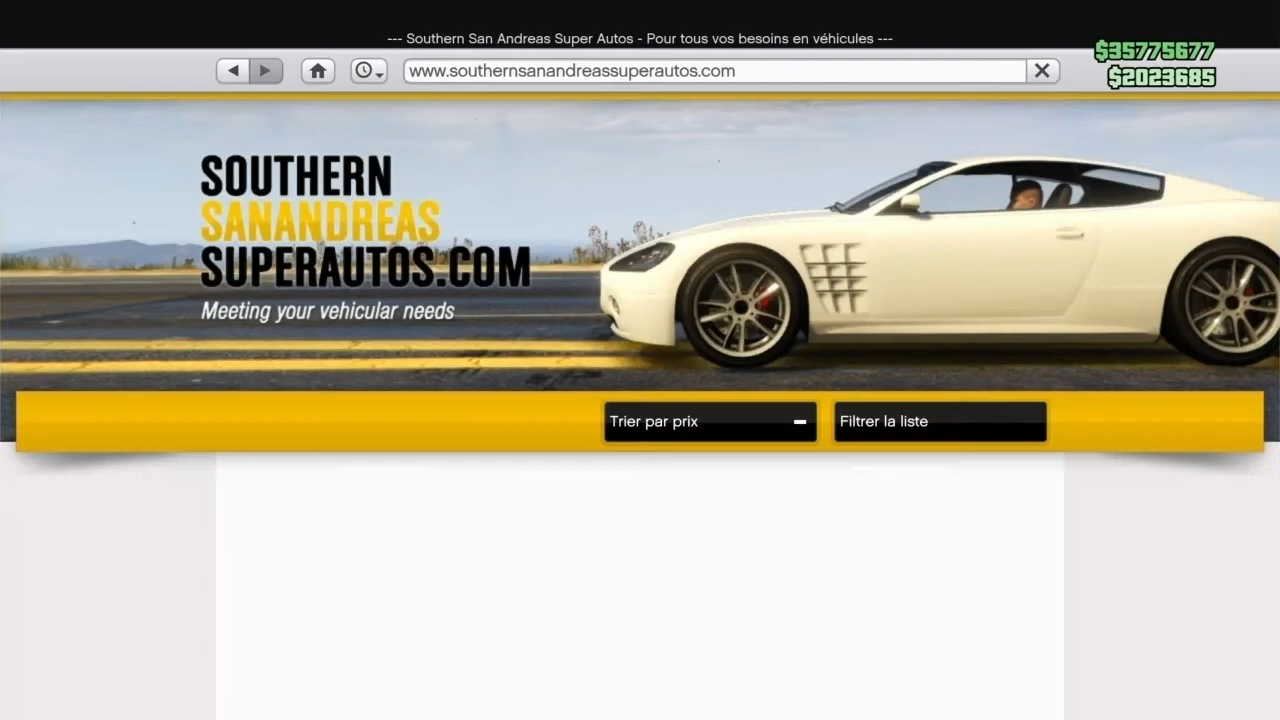 --- Southern San Andreas Super Autos - Pour tous vos besoins en véhicules ---
$35775677
www.southernsanandreassuperautos.com
$2023685
SOUTHERN
SANANDREAS
SUPERAUTOS.COM
Meeting your vehicular needs
Trier par prix
Filtrer la liste